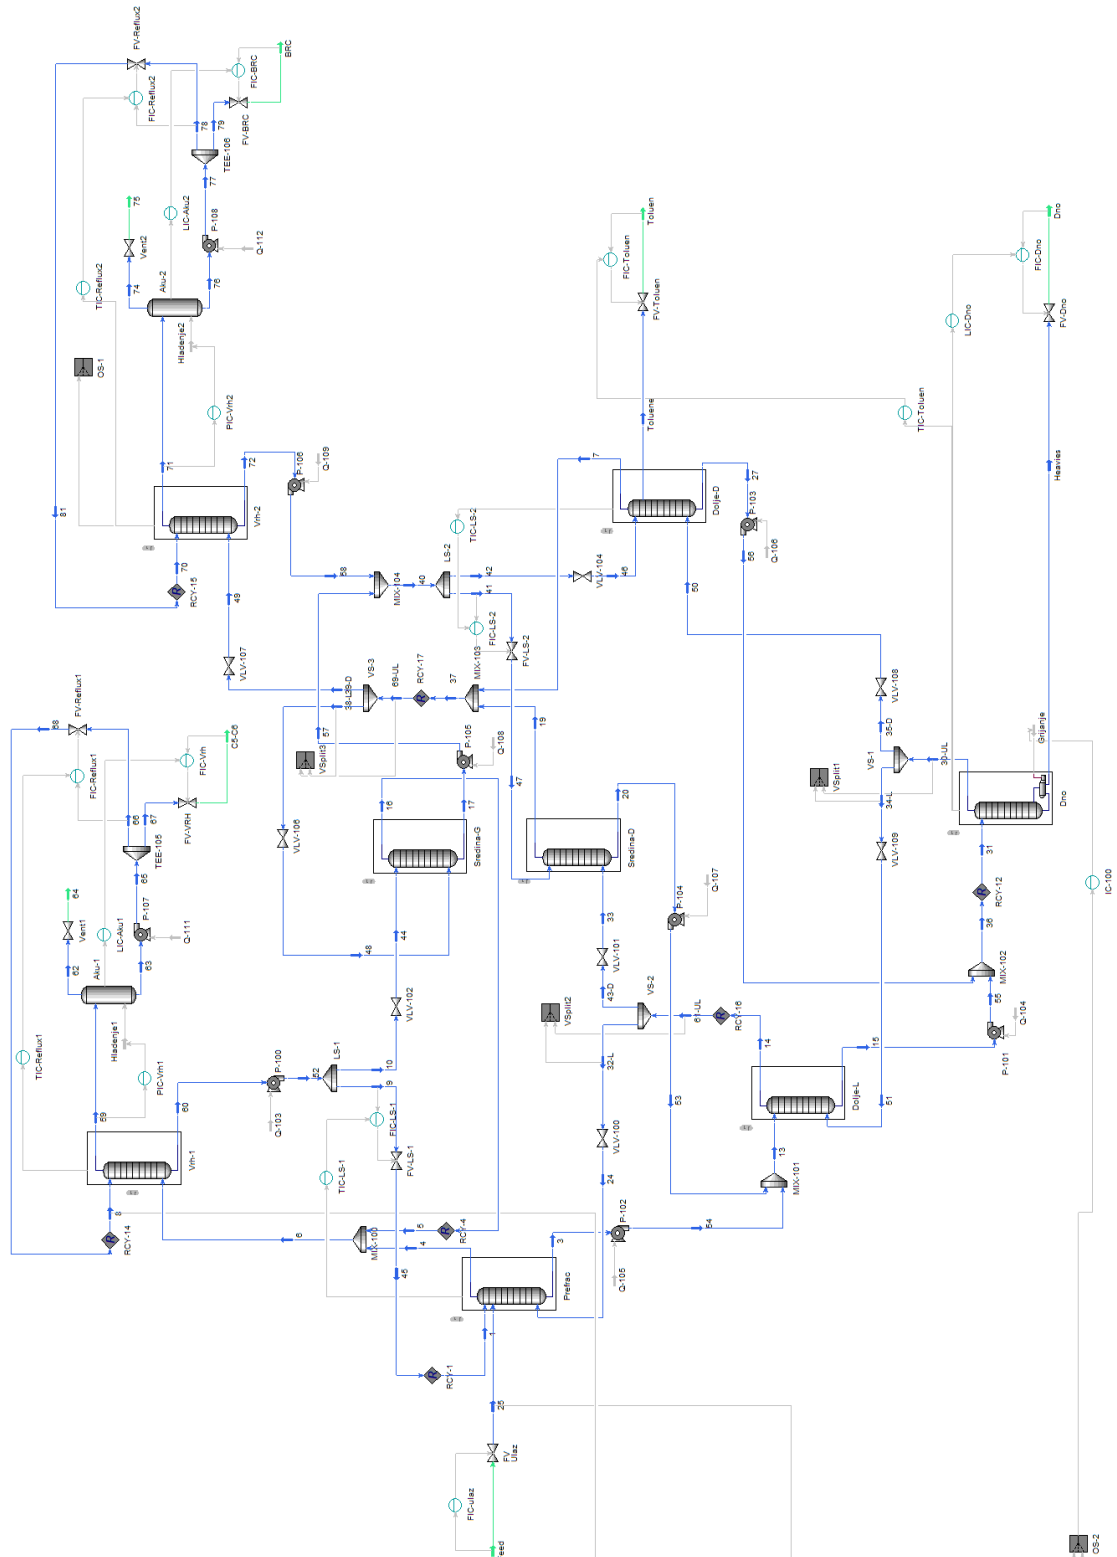 FV-Reflux2
FIC-Reflux2
TIC-Reflux2
FIC-BRC
BRC
FV-BRC
78
79
TEE-106
77
75
Vent2
LIC-Aku2
P-108
Q-112
74
Aku-2
76
Hladenje2
OS-1
PIC-Vrh2
71
72
P-106
Q-109
81
Vrh-2
70
RCY-15
49
VLV-107
58
MIX-104
40
LS-2
42
41
TIC-LS-2
FIC-LS-2
FV-LS-2
VLV-104
46
FIC-Toluen
Toluen
FV-Toluen
Toluene
TIC-Toluen
7
Dolje-D
27
P-103
Q-106
56
50
LIC-Dno
FIC-Dno
Dno
FV-Dno
Heavies
FV-Reflux1
68
FIC-Reflux1
FIC-Vrh
C5-C6
FV-VRH
66
67
TEE-105
65
64
Vent1
LIC-Aku1
P-107
Q-111
62
Aku-1
63
TIC-Reflux1
Hladenje1
PIC-Vrh1
59
60
Vrh-1
8
RCY-14
6
VS-3
69-UL
RCY-17
37
MIX-103
57
VSplit3
P-105
Q-108
VLV-106
16
17
Sredina-G
48
44
VLV-102
10
9
P-100
52
LS-1
Q-103
FIC-LS-1
FV-LS-1
TIC-LS-1
47
19
20
Sredina-D
P-104
Q-107
33
VLV-101
43-D
VS-2
VSplit2
61-UL
RCY-16
32-L
14
15
Dolje-L
51
53
13
MIX-101
VLV-100
24
P-102
54
Q-105
3
4
5
RCY-4
MIX-100
45
Prefrac
1
RCY-1
25
FV
Ulaz
FIC-ulaz
VLV-108
35-D
VS-1
VSplit1
30-UL
34-L
VLV-109
Grijanje
Dno
31
RCY-12
36
MIX-102
55
P-101
Q-104
IC-100
OS-2